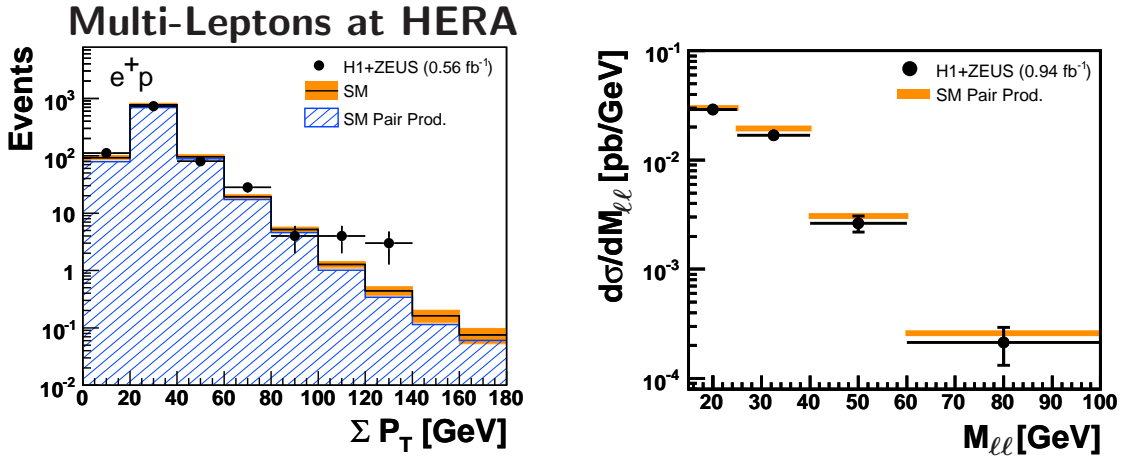 Multi-Leptons at HERA
Events
e⁺p
H1+ZEUS (0.56 fb⁻¹)
SM
SM Pair Prod.
10³
10²
10
1
10⁻¹
10⁻²
0 20 40 60 80 100 120 140 160 180
Σ P_T [GeV]
dσ/dM_ℓℓ [pb/GeV]
H1+ZEUS (0.94 fb⁻¹)
SM Pair Prod.
10⁻¹
10⁻²
10⁻³
10⁻⁴
20 30 40 50 60 70 80 90 100
M_ℓℓ [GeV]